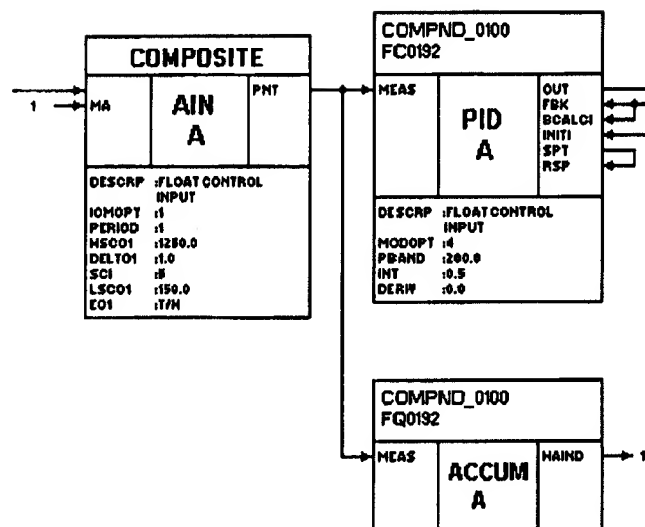 COMPOSITE
1
MA
AIN
A
PNT
DESCRP :FLOAT CONTROL
INPUT
IOMOPT :1
PERIOD :1
HSCO1 :1250.0
DELTO1 :1.0
SCI
LSCO1 :150.0
EO1 :T/H
COMPND_0100
FC0192
MEAS
PID
A
OUT
FBK
BCALCI
INITI
SPT
RSP
DESCRP :FLOAT CONTROL
INPUT
MODOPT :4
PBAND :200.0
INT :0.5
DERIV :0.0
COMPND_0100
FQ0192
MEAS
ACCUM
A
HAIND
1